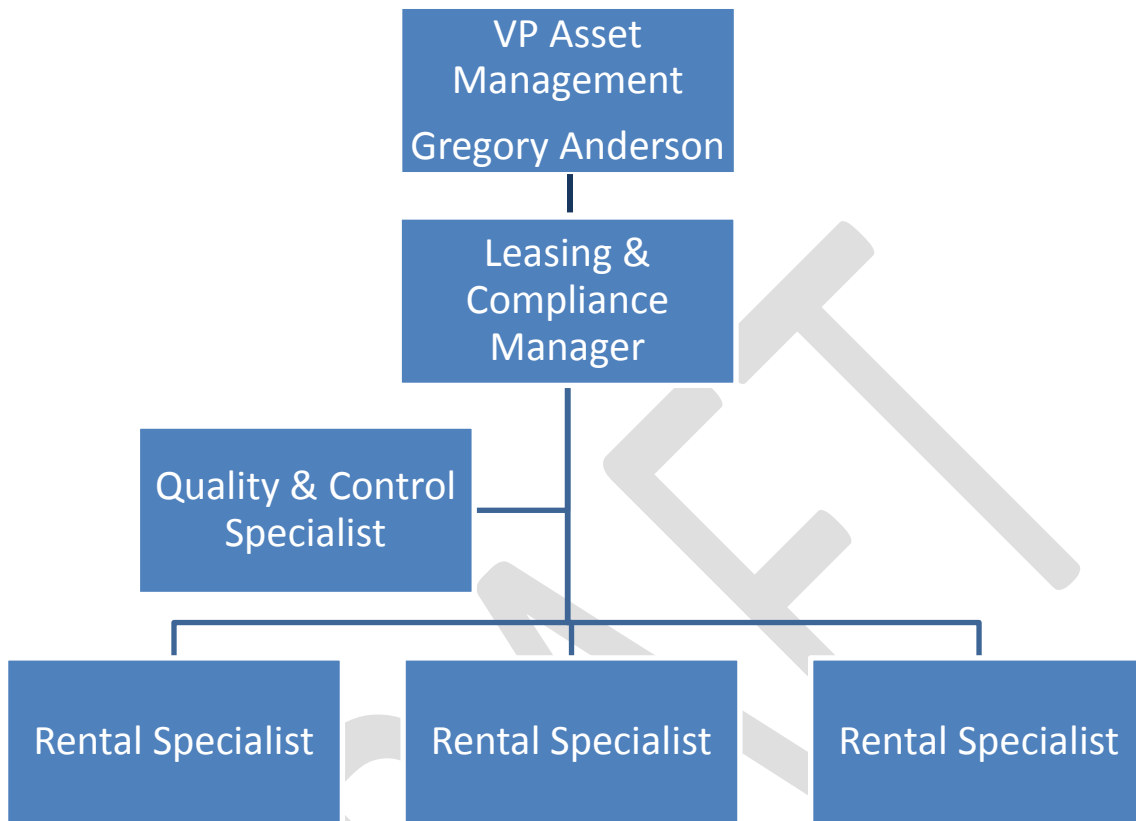 VP Asset
Management
Gregory Anderson
Leasing &
Compliance
Manager
Quality & Control
Specialist
Rental Specialist
Rental Specialist
Rental Specialist